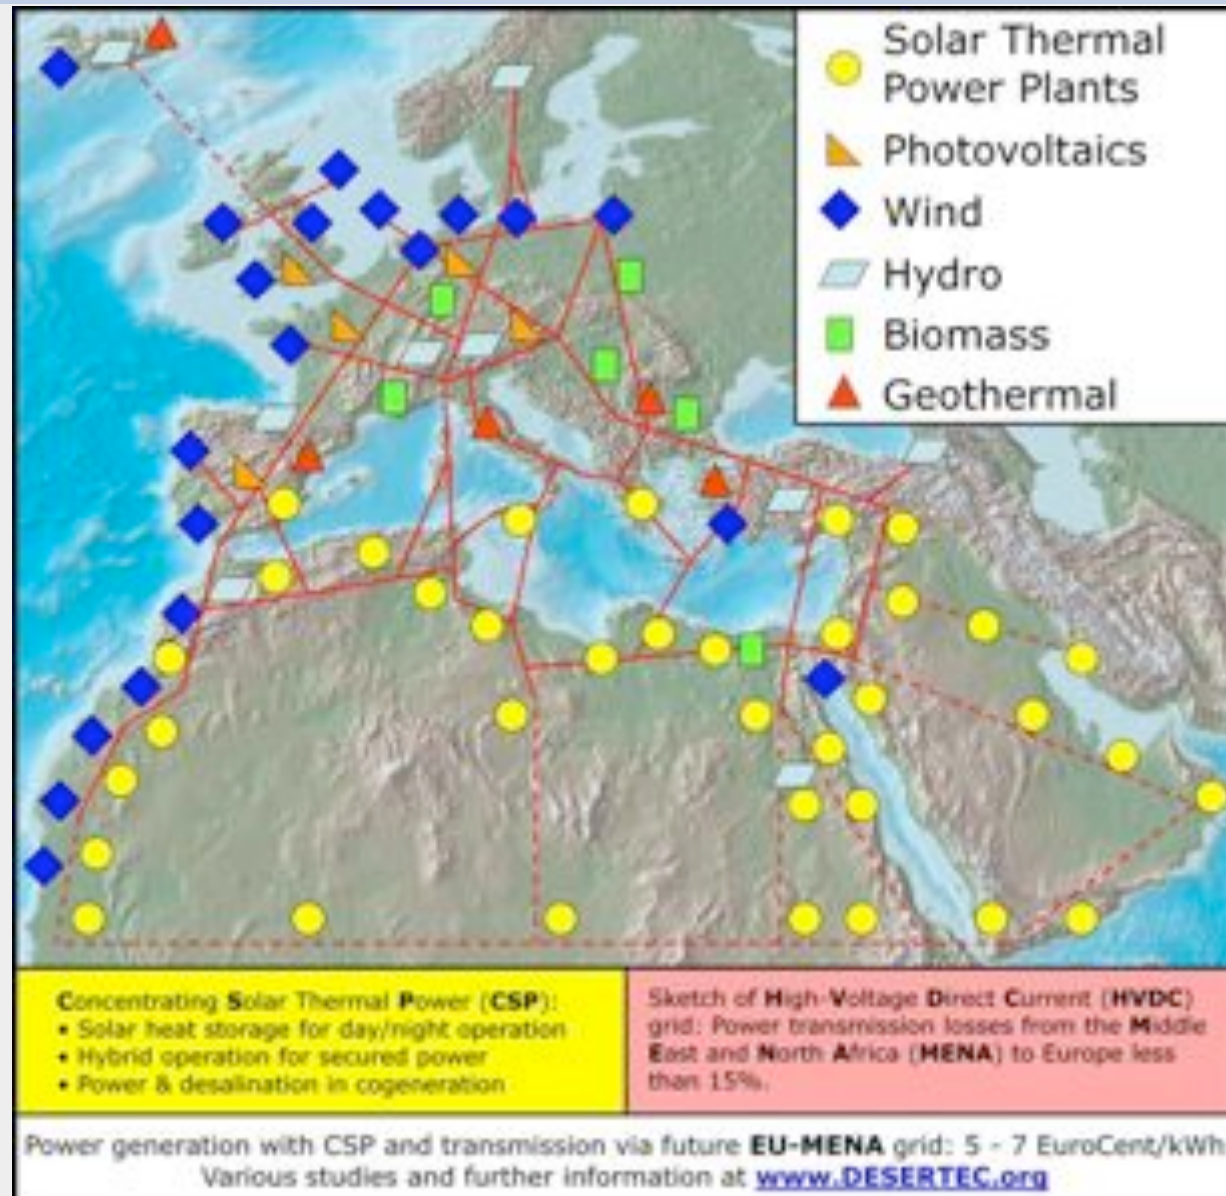 Solar Thermal
Power Plants
Photovoltaics
Wind
Hydro
Biomass
Geothermal
Concentrating Solar Thermal Power (CSP):
• Solar heat storage for day/night operation
• Hybrid operation for secured power
• Power & desalination in cogeneration
Sketch of High-Voltage Direct Current (HVDC)
grid: Power transmission losses from the Middle
East and North Africa (MENA) to Europe less
than 15%.
Power generation with CSP and transmission via future EU-MENA grid: 5 - 7 EuroCent/kWh
Various studies and further information at www.DESERTEC.org